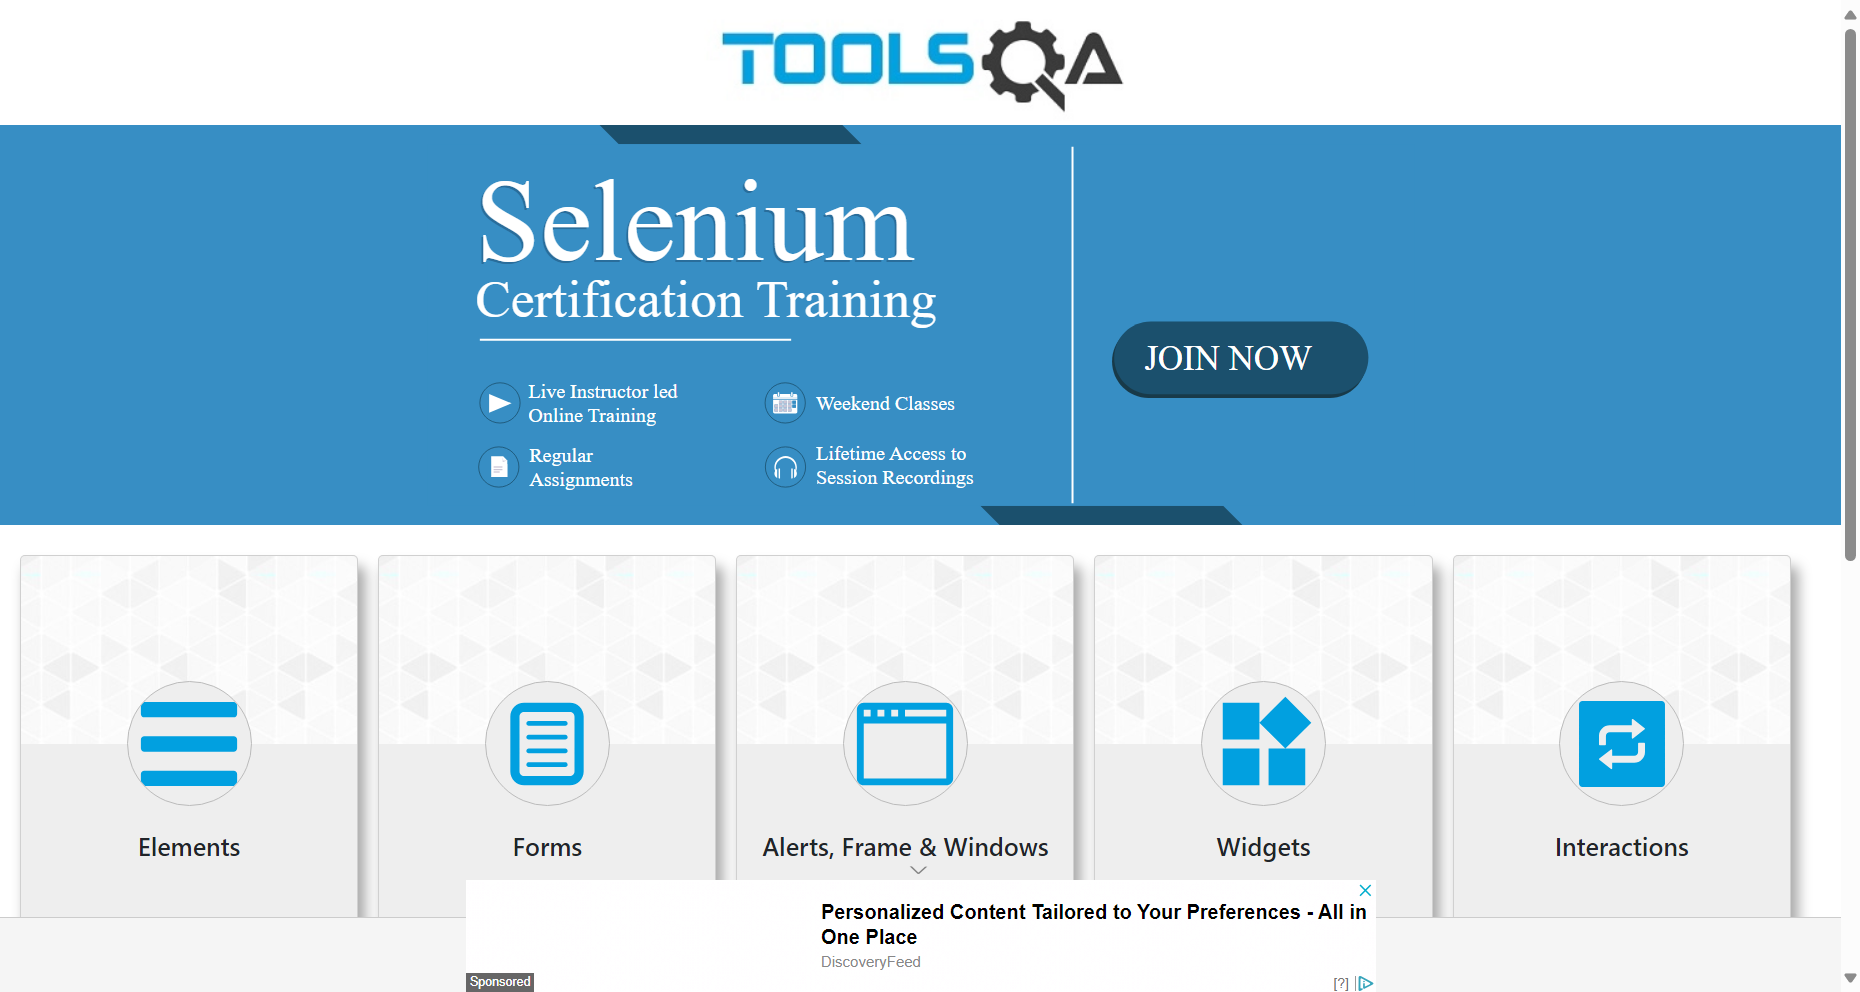 TOOLSQA
Selenium
Certification Training
JOIN NOW
Live Instructor led
Online Training
Weekend Classes
Regular
Assignments
Lifetime Access to
Session Recordings
Elements
Forms
Alerts, Frame & Windows
Widgets
Interactions
Personalized Content Tailored to Your Preferences - All in
One Place
DiscoveryFeed
Sponsored
[?]